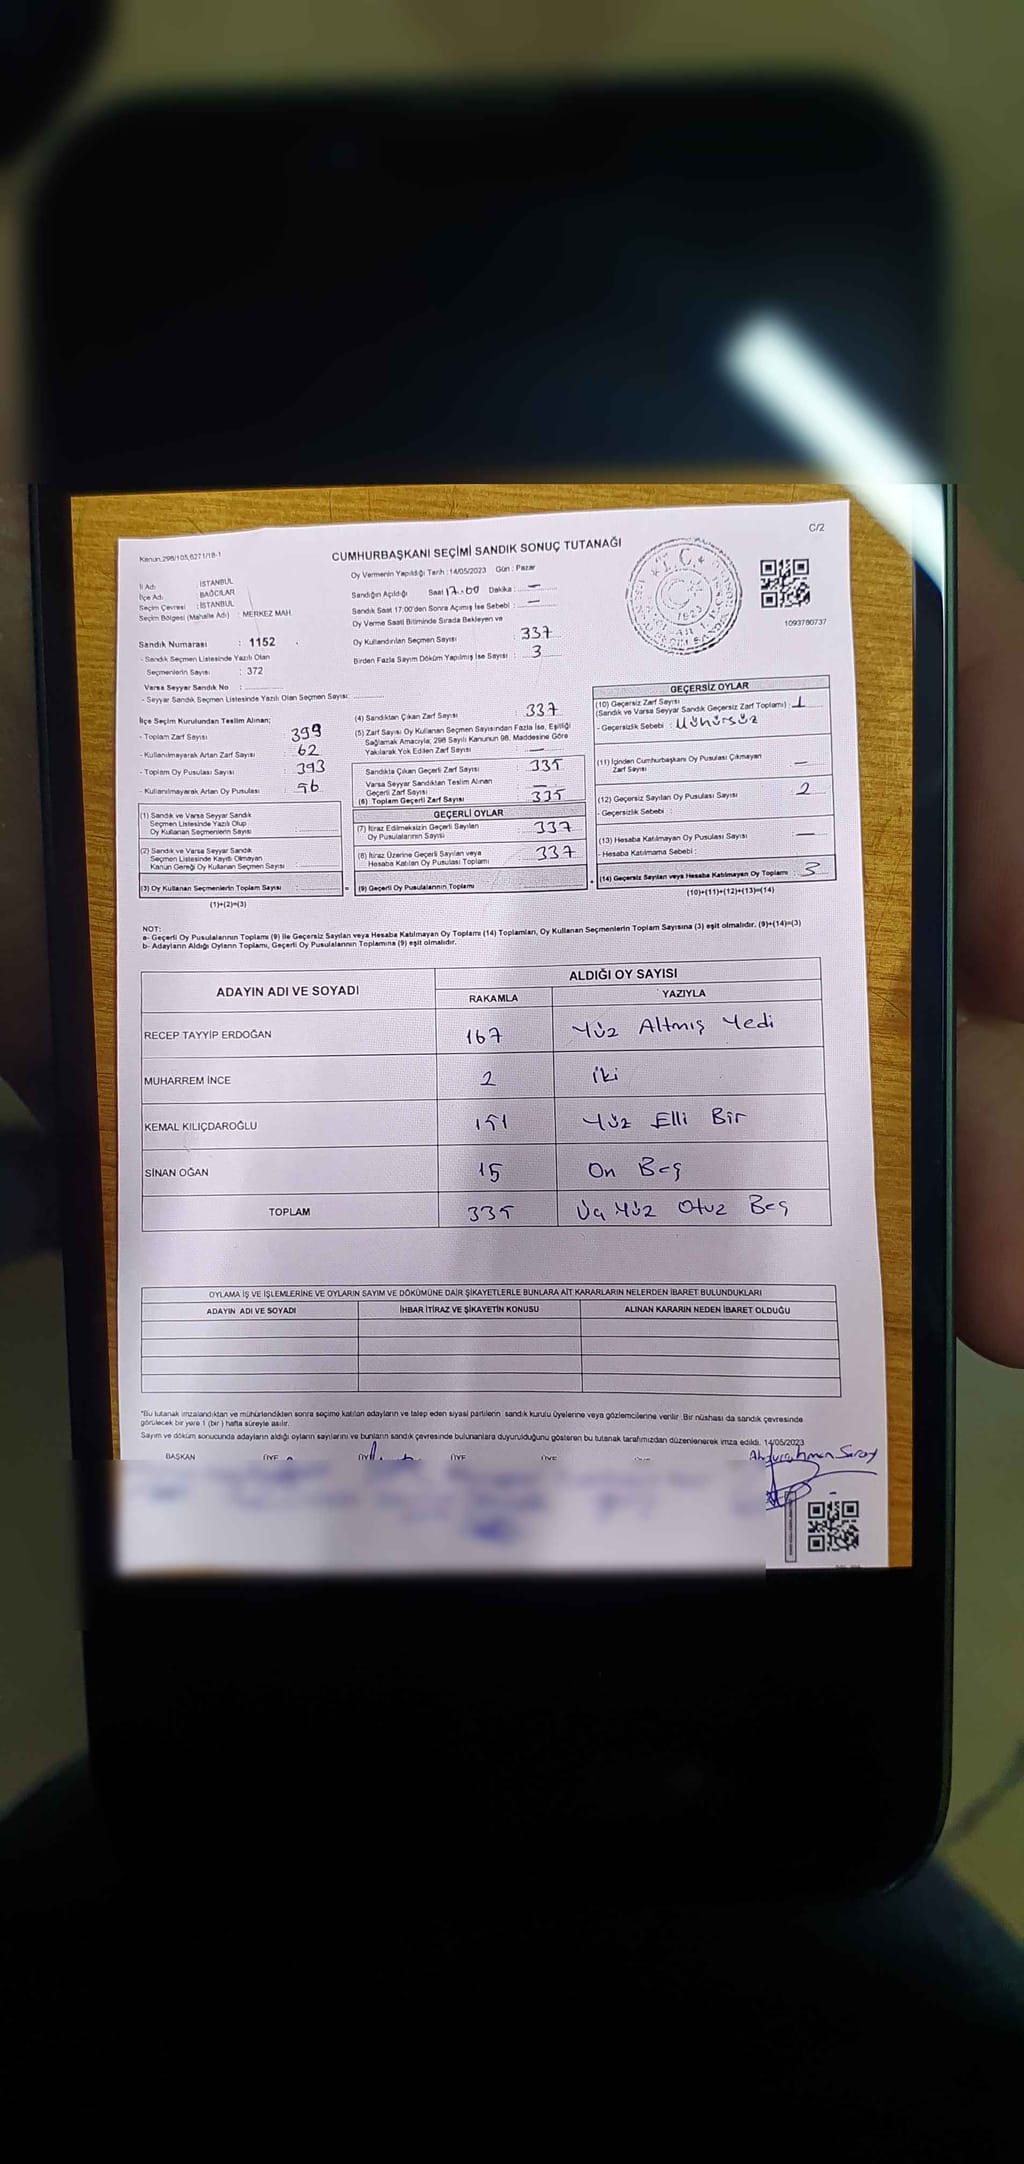 C/2
Kanun.298/105,6271/18-1
CUMHURBAŞKANI SEÇİMİ SANDIK SONUÇ TUTANAĞI
İl Adı : İSTANBUL
İlçe Adı : BAĞCILAR
Seçim Çevresi : İSTANBUL
Seçim Bölgesi (Mahalle Adı) : MERKEZ MAH.
Sandık Numarası : 1152
- Sandık Seçmen Listesinde Yazılı Olan
Seçmenlerin Sayısı : 372
Varsa Seyyar Sandık No :
- Seyyar Sandık Seçmen Listesinde Yazılı Olan Seçmen Sayısı:
Oy Vermenin Yapıldığı Tarih :14/05/2023 Gün : Pazar
Sandığın Açıldığı Saat 17.00 Dakika : —
Sandık Saat 17:00'den Sonra Açımış İse Sebebi : —
Oy Verme Saati Bitiminde Sırada Bekleyen ve
Oy Kullandırılan Seçmen Sayısı : 337
Birden Fazla Sayım Döküm Yapılmış İse Sayısı : 3
1093780737
İlçe Seçim Kurulundan Teslim Alınan;
- Toplam Zarf Sayısı : 399
- Kullanılmayarak Artan Zarf Sayısı : 62
- Toplam Oy Pusulası Sayısı : 393
- Kullanılmayarak Artan Oy Pusulası : 56
(1) Sandık ve Varsa Seyyar Sandık
Seçmen Listesinde Yazılı Olup
Oy Kullanan Seçmenlerin Sayısı :
(2) Sandık ve Varsa Seyyar Sandık
Seçmen Listesinde Kayıtlı Olmayan
Kanun Gereği Oy Kullanan Seçmen Sayısı :
(3) Oy Kullanan Seçmenlerin Toplam Sayısı :
(1)+(2)=(3)
(4) Sandıktan Çıkan Zarf Sayısı : 337
(5) Zarf Sayısı Oy Kullanan Seçmen Sayısından Fazla İse, Eşitliği
Sağlamak Amacıyla; 298 Sayılı Kanunun 98. Maddesine Göre
Yakılarak Yok Edilen Zarf Sayısı : —
Sandıkta Çıkan Geçerli Zarf Sayısı : 335
Varsa Seyyar Sandıktan Teslim Alınan
Geçerli Zarf Sayısı : —
(6) Toplam Geçerli Zarf Sayısı : 335
GEÇERLİ OYLAR
(7) İtiraz Edilmeksizin Geçerli Sayılan
Oy Pusulalarının Sayısı : 337
(8) İtiraz Üzerine Geçerli Sayılan veya
Hesaba Katılan Oy Pusulası Toplamı : 337
(9) Geçerli Oy Pusulalarının Toplamı :
GEÇERSİZ OYLAR
(10) Geçersiz Zarf Sayısı
(Sandık ve Varsa Seyyar Sandık Geçersiz Zarf Toplamı) : 1
- Geçersizlik Sebebi : Mühürsüz
(11) İçinden Cumhurbaşkanı Oy Pusulası Çıkmayan
Zarf Sayısı : —
(12) Geçersiz Sayılan Oy Pusulası Sayısı : 2
- Geçersizlik Sebebi :
(13) Hesaba Katılmayan Oy Pusulası Sayısı : —
- Hesaba Katılmama Sebebi :
(14) Geçersiz Sayılan veya Hesaba Katılmayan Oy Toplamı : 3
(10)+(11)+(12)+(13)=(14)
NOT:
a- Geçerli Oy Pusulalarının Toplamı (9) ile Geçersiz Sayılan veya Hesaba Katılmayan Oy Toplamı (14) Toplamları, Oy Kullanan Seçmenlerin Toplam Sayısına (3) eşit olmalıdır. (9)+(14)=(3)
b- Adayların Aldığı Oyların Toplamı, Geçerli Oy Pusulalarının Toplamına (9) eşit olmalıdır.
ADAYIN ADI VE SOYADI
ALDIĞI OY SAYISI
RAKAMLA YAZIYLA
RECEP TAYYİP ERDOĞAN 167 Yüz Altmış Yedi
MUHARREM İNCE 2 İki
KEMAL KILIÇDAROĞLU 151 Yüz Elli Bir
SİNAN OĞAN 15 On Beş
TOPLAM 335 Üç Yüz Otuz Beş
OYLAMA İŞ VE İŞLEMLERİNE VE OYLARIN SAYIM VE DÖKÜMÜNE DAİR ŞİKAYETLERLE BUNLARA AİT KARARLARIN NELERDEN İBARET BULUNDUKLARI
ADAYIN ADI VE SOYADI İHBAR İTİRAZ VE ŞİKAYETİN KONUSU ALINAN KARARIN NEDEN İBARET OLDUĞU
"Bu tutanak imzalandıktan ve mühürlendikten sonra seçime katılan adayların ve talep eden siyasi partilerin sandık kurulu üyelerine veya gözlemcilerine verilir. Bir nüshası da sandık çevresinde
görülecek bir yere 1 (bir) hafta süreyle asılır.
Sayım ve döküm sonucunda adayların aldığı oyların sayılarını ve bunların sandık çevresinde bulunanlara duyurulduğunu gösteren bu tutanak tarafımızdan düzenlenerek imza edildi. 14/05/2023
BAŞKAN ÜYE ÜYE ÜYE ÜYE
Abdurrahman Saray